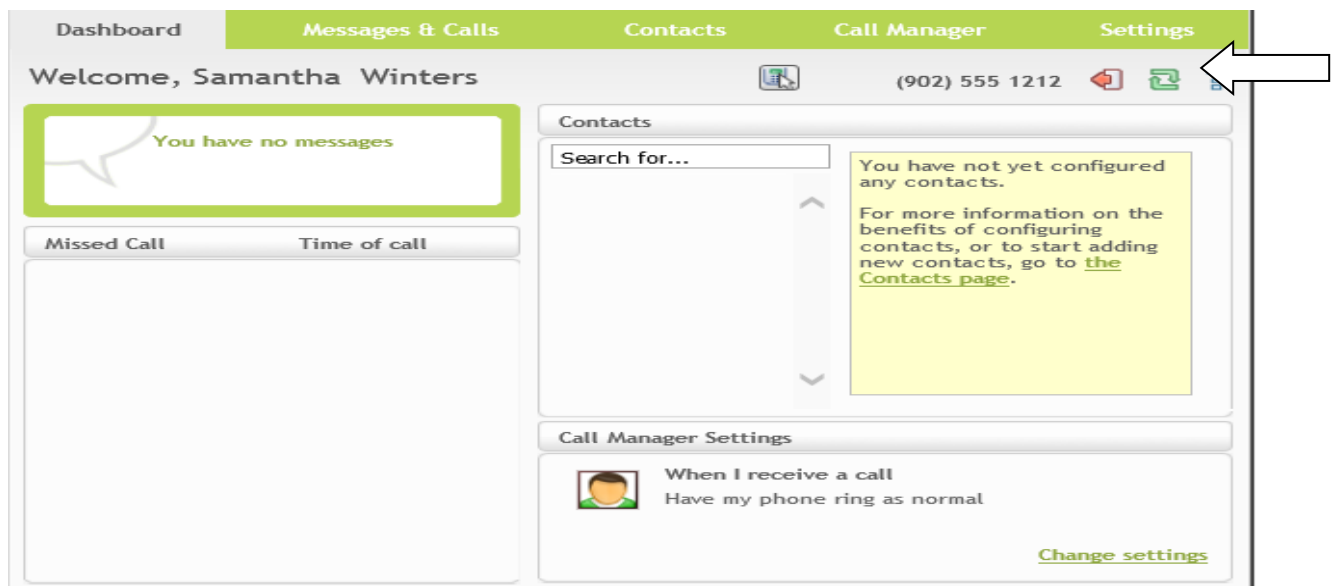 Dashboard Messages & Calls Contacts Call Manager Settings
Welcome, Samantha Winters (902) 555 1212
You have no messages
Missed Call Time of call
Contacts
Search for...
You have not yet configured
any contacts.
For more information on the
benefits of configuring
contacts, or to start adding
new contacts, go to the
Contacts page.
Call Manager Settings
When I receive a call
Have my phone ring as normal
Change settings